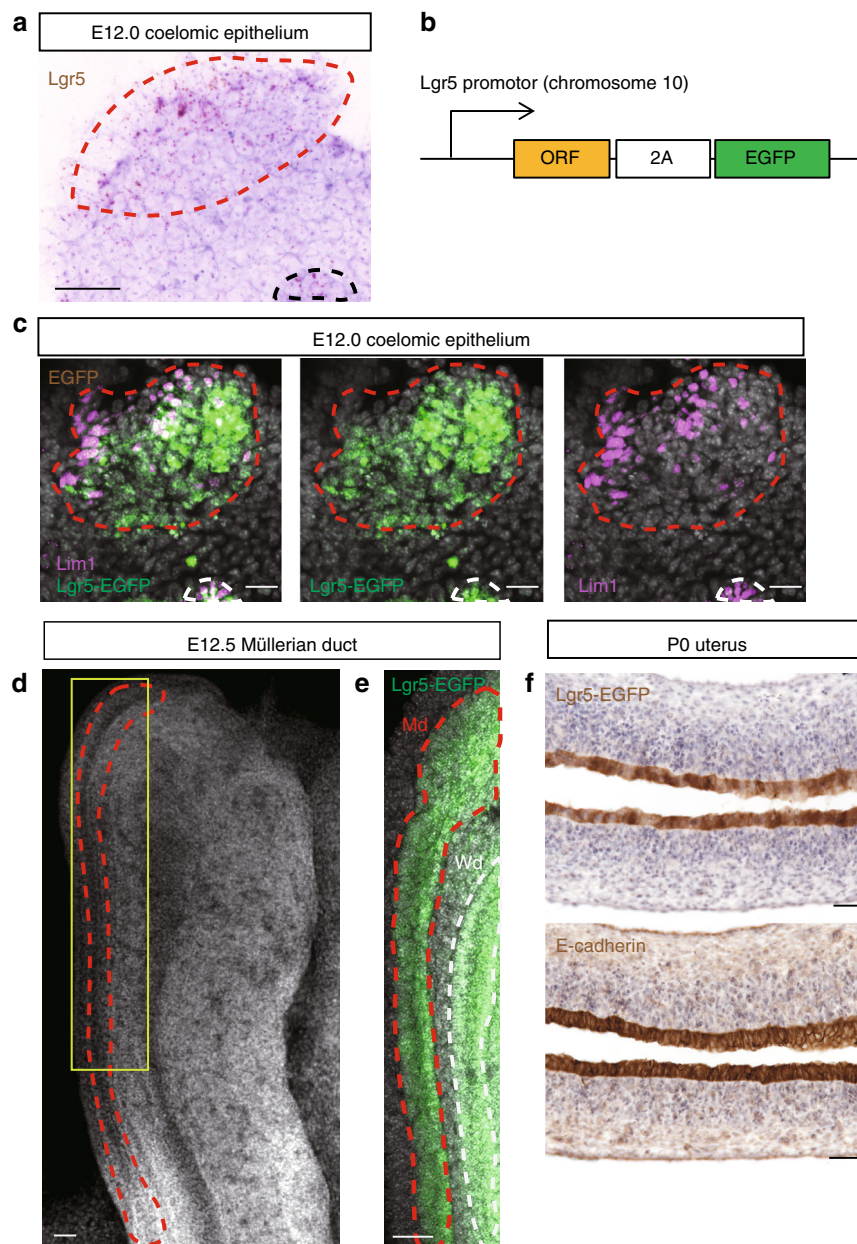 a
E12.0 coelomic epithelium
Lgr5
b
Lgr5 promotor (chromosome 10)
ORF
2A
EGFP
c
E12.0 coelomic epithelium
EGFP
Lim1
Lgr5-EGFP
Lgr5-EGFP
Lim1
E12.5 Müllerian duct
d
e
Lgr5-EGFP
Md
Wd
P0 uterus
f
Lgr5-EGFP
E-cadherin